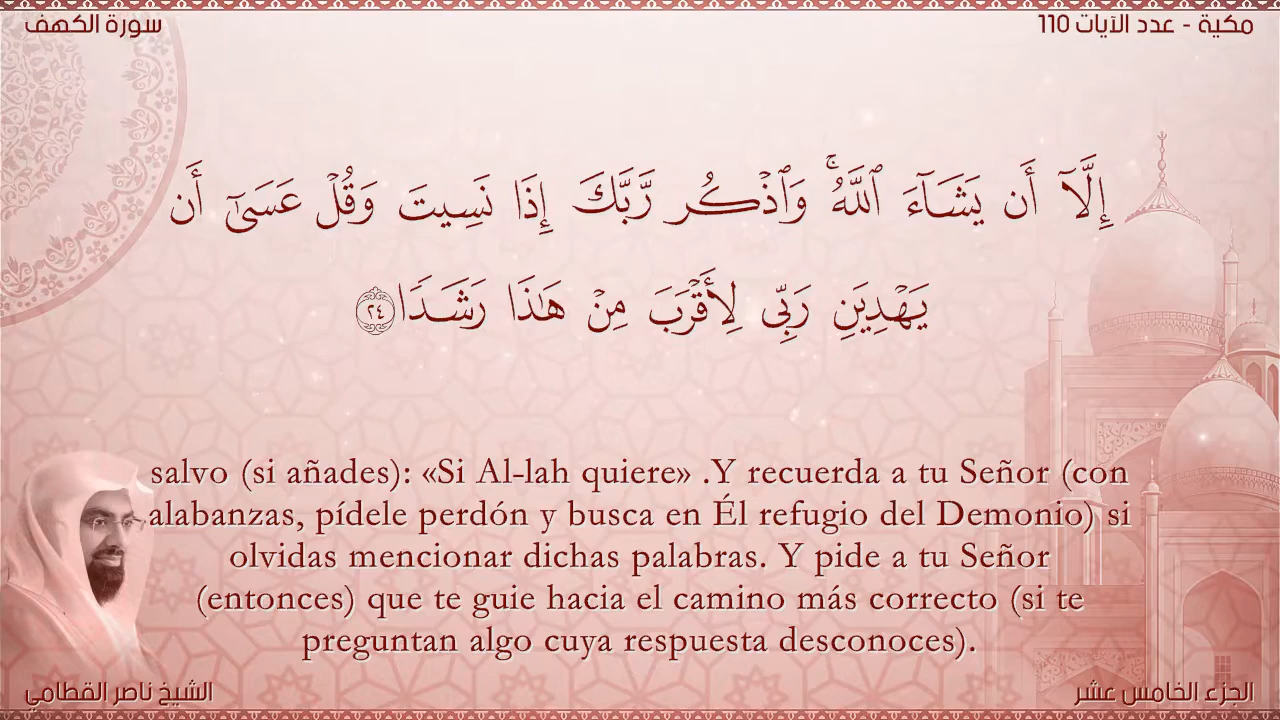 مكية - عدد الآيات 110
سورة الكهف
إِلَّآ أَن يَشَآءَ ٱللَّهُۚ وَٱذۡكُر رَّبَّكَ إِذَا نَسِيتَ وَقُلۡ عَسَىٰٓ أَن
يَهۡدِيَنِ رَبِّي لِأَقۡرَبَ مِنۡ هَٰذَا رَشَدٗا ٢٤
salvo (si añades): «Si Al-lah quiere» .Y recuerda a tu Señor (con
alabanzas, pídele perdón y busca en Él refugio del Demonio) si
olvidas mencionar dichas palabras. Y pide a tu Señor
(entonces) que te guie hacia el camino más correcto (si te
preguntan algo cuya respuesta desconoces).
الجزء الخامس عشر
الشيخ ناصر القطامي